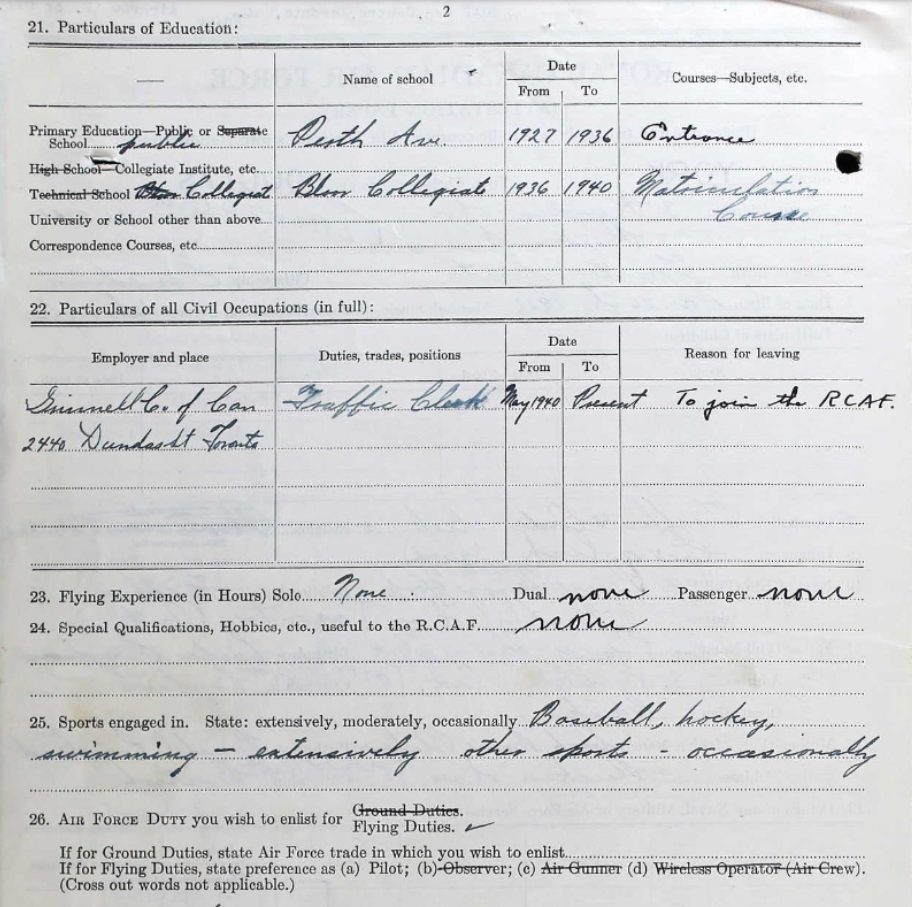 2
21. Particulars of Education:
Name of school
Date
From To
Courses—Subjects, etc.
Primary Education—Public or Separate
School public Perth Ave. 1927 1936 Entrance
High School—Collegiate Institute, etc.
Technical School Bloor Collegiate Bloor Collegiate 1936 1940 Matriculation
Course
University or School other than above
Correspondence Courses, etc.
22. Particulars of all Civil Occupations (in full):
Employer and place
Duties, trades, positions
Date
From To
Reason for leaving
Grinnell Co. of Can Traffic Clerk May 1940 Present To join the RCAF.
2440 Dundas St Toronto
23. Flying Experience (in Hours) Solo None Dual none Passenger none
24. Special Qualifications, Hobbies, etc., useful to the R.C.A.F. none
25. Sports engaged in. State: extensively, moderately, occasionally Baseball, hockey,
swimming — extensively other sports - occasionally
26. AIR FORCE DUTY you wish to enlist for Ground Duties.
Flying Duties. ✓
If for Ground Duties, state Air Force trade in which you wish to enlist
If for Flying Duties, state preference as (a) Pilot; (b) Observer; (c) Air Gunner (d) Wireless Operator (Air Crew).
(Cross out words not applicable.)